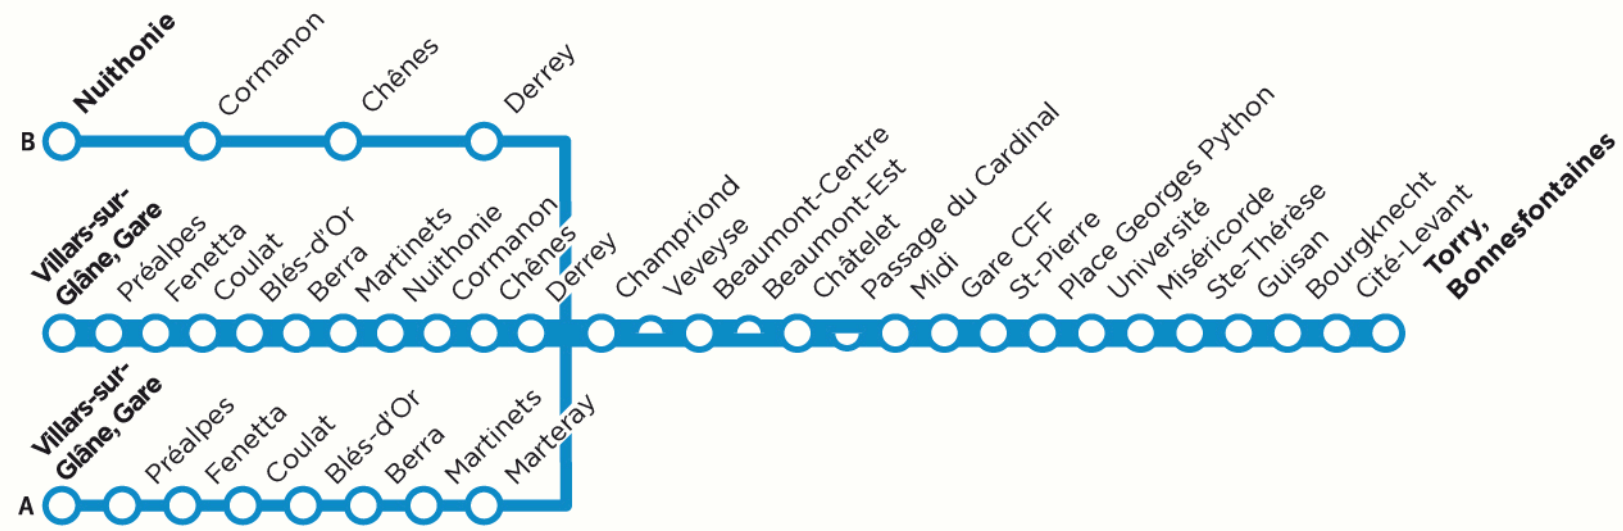 B
Nuithonie
Cormanon
Chênes
Derrey
Villars-sur-
Glâne, Gare
Préalpes
Fenetta
Coulat
Blés-d'Or
Berra
Martinets
Nuithonie
Cormanon
Chênes
Derrey
Champriond
Veveyse
Beaumont-Centre
Beaumont-Est
Châtelet
Passage du Cardinal
Midi
Gare CFF
St-Pierre
Place Georges Python
Université
Miséricorde
Ste-Thérèse
Guisan
Bourgknecht
Cité-Levant
Torry,
Bonnesfontaines
A
Villars-sur-
Glâne, Gare
Préalpes
Fenetta
Coulat
Blés-d'Or
Berra
Martinets
Marteray